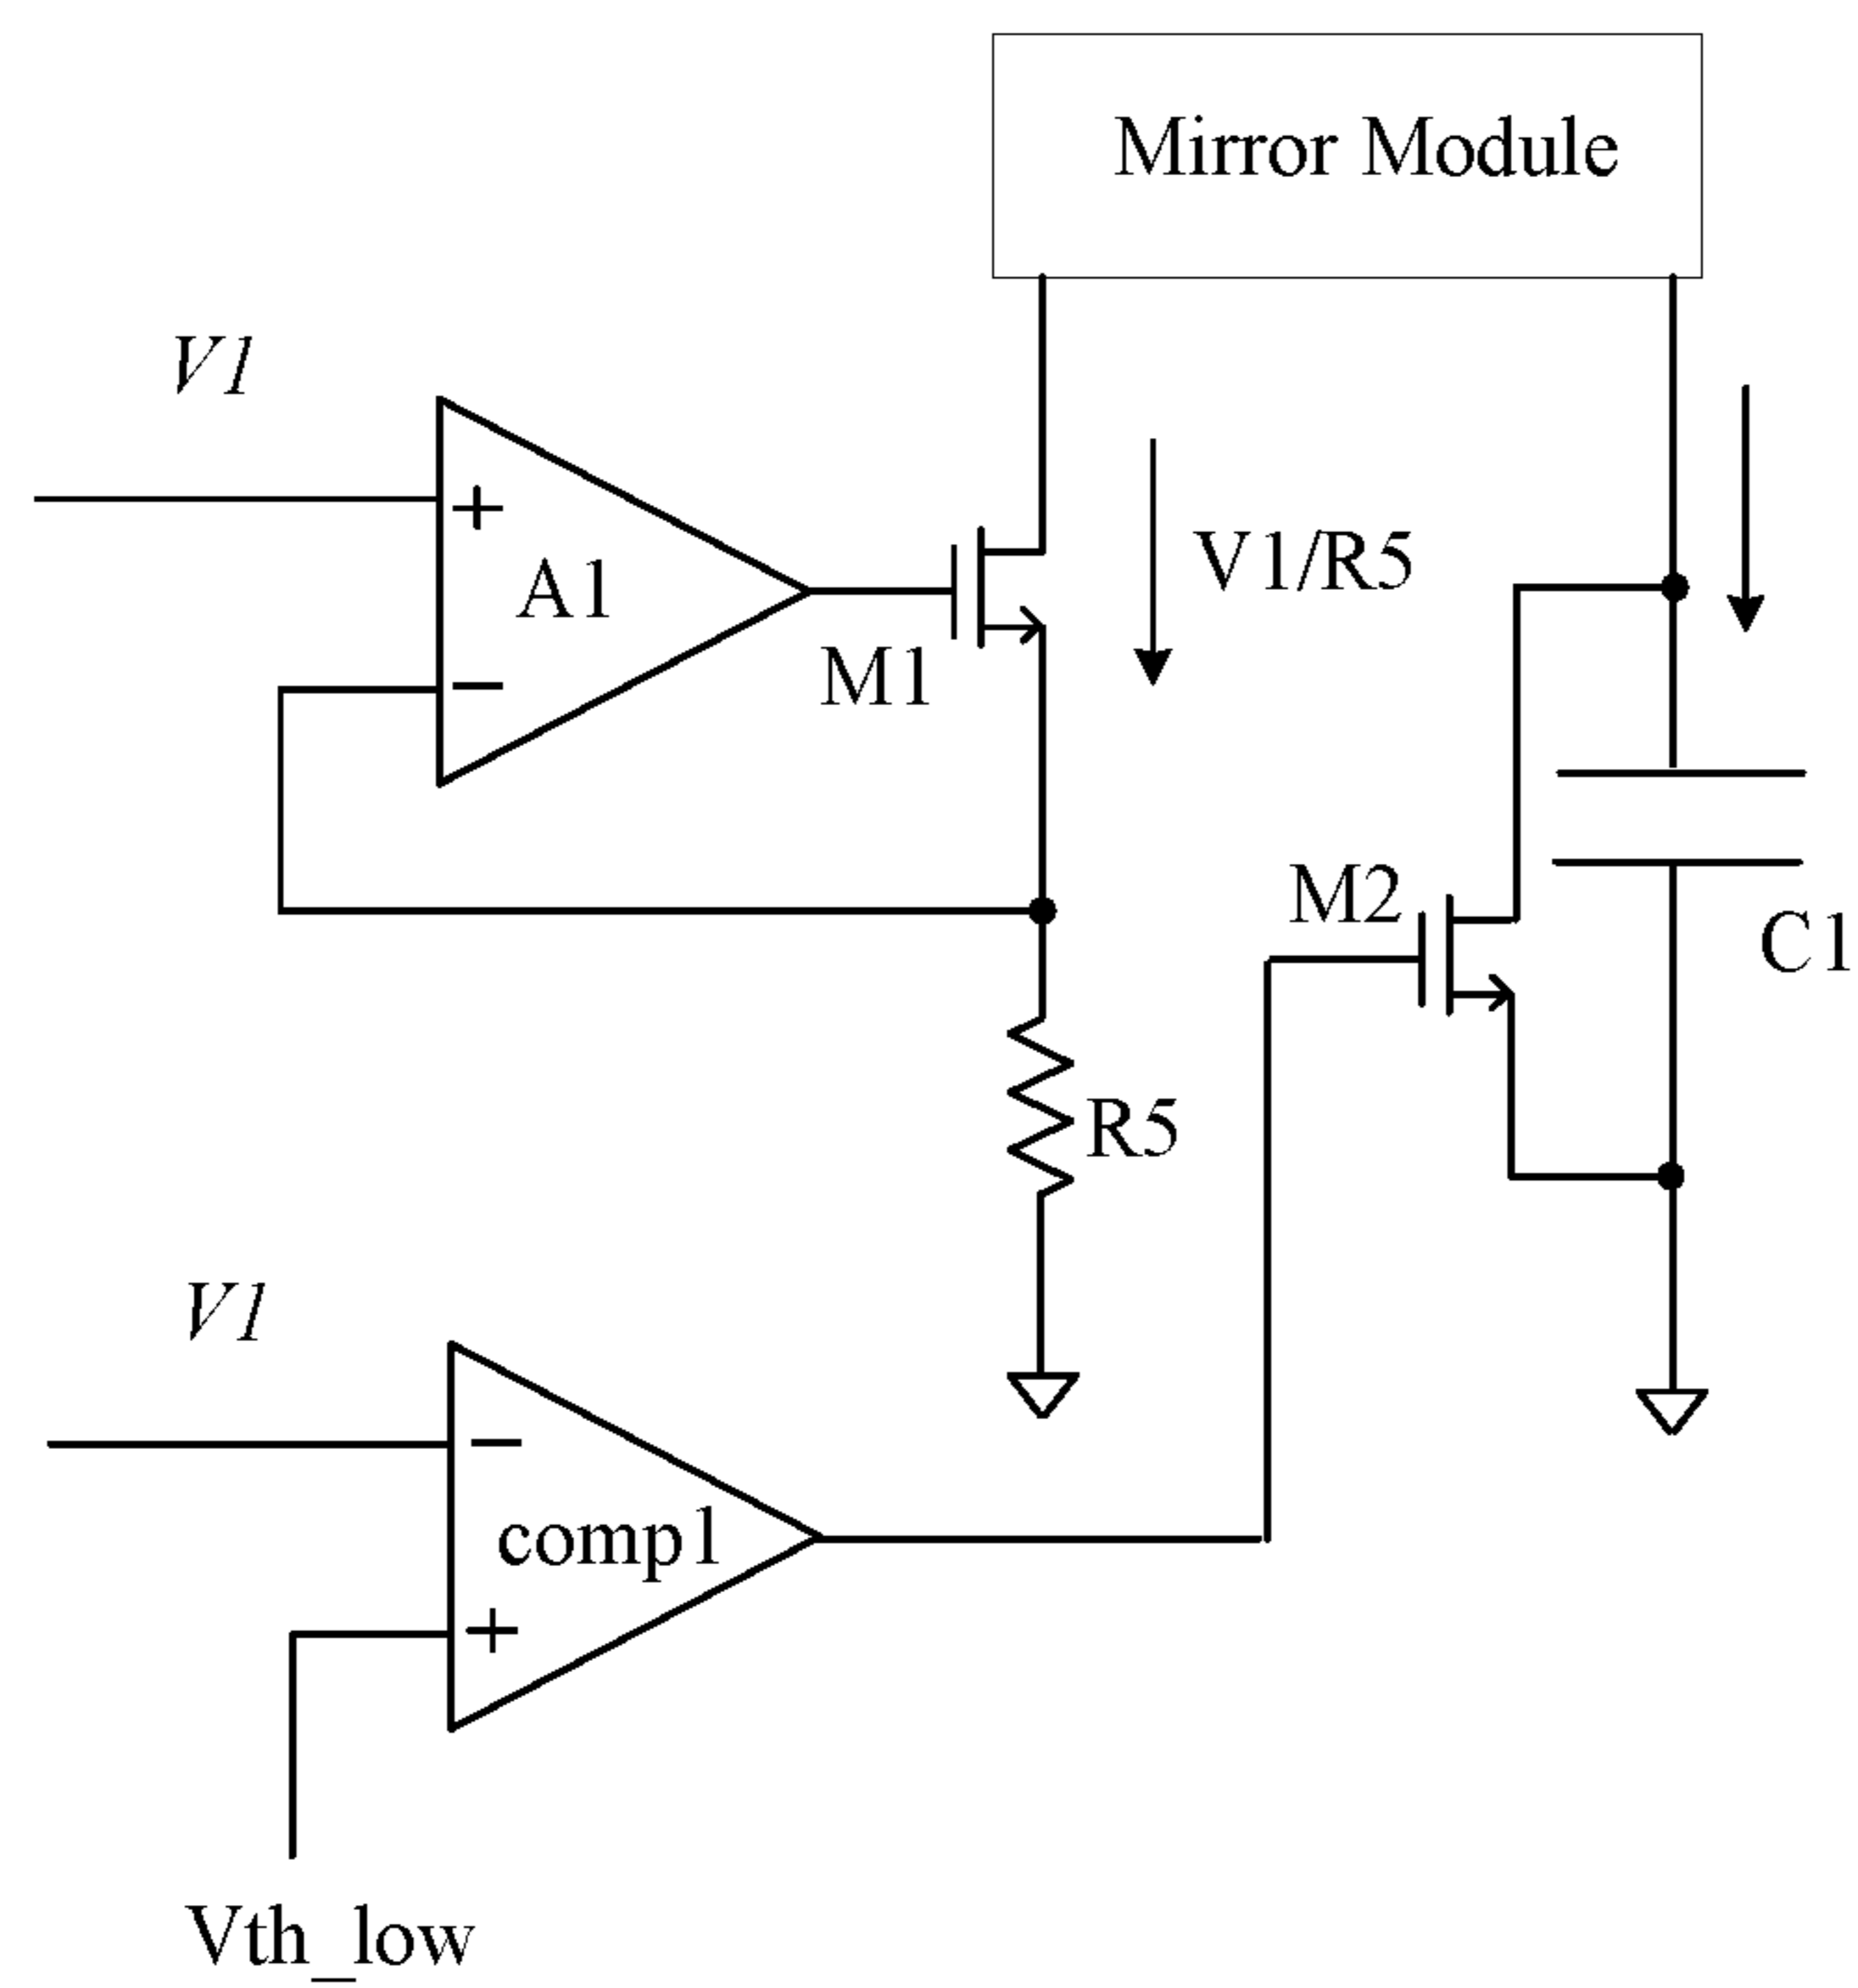 Mirror Module
V1
+
A1
V1/R5
M1
−
M2
C1
R5
V1
−
comp1
+
Vth_low